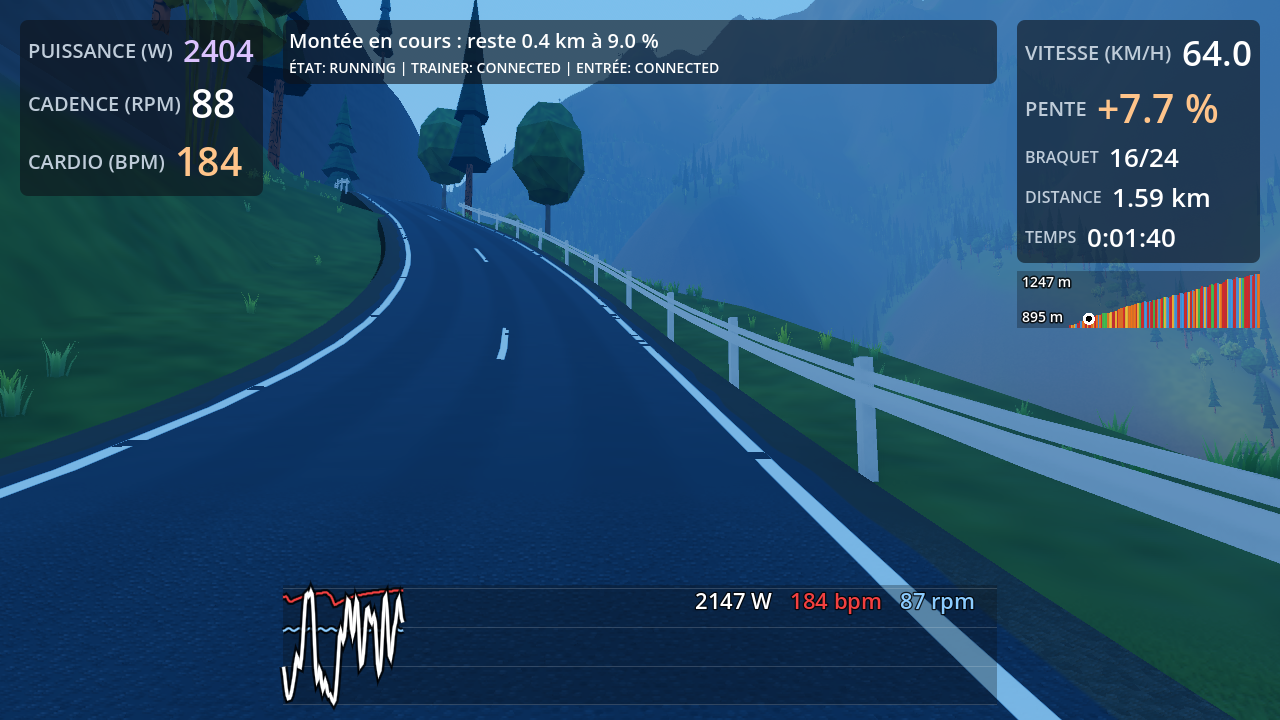 PUISSANCE (W) 2404
CADENCE (RPM) 88
CARDIO (BPM) 184
Montée en cours : reste 0.4 km à 9.0 %
ÉTAT: RUNNING | TRAINER: CONNECTED | ENTRÉE: CONNECTED
VITESSE (KM/H) 64.0
PENTE +7.7 %
BRAQUET 16/24
DISTANCE 1.59 km
TEMPS 0:01:40
1247 m
895 m
2147 W 184 bpm 87 rpm